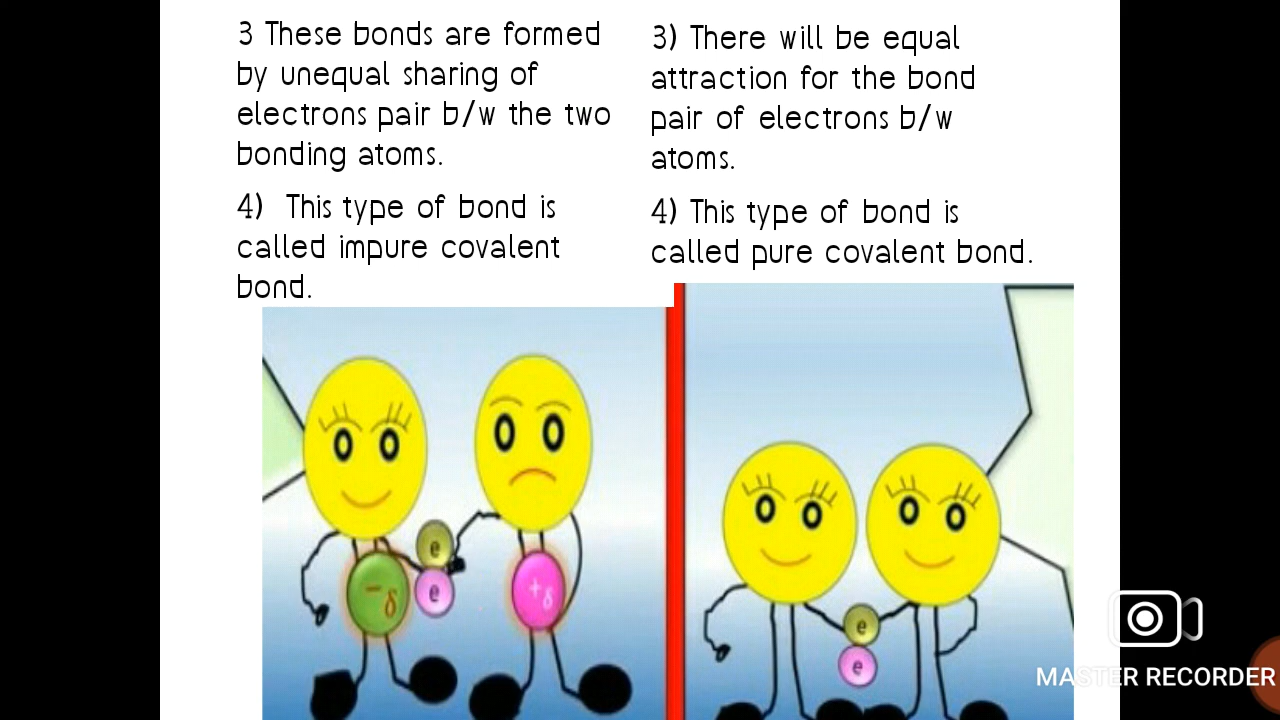 3 These bonds are formed
by unequal sharing of
electrons pair b/w the two
bonding atoms.
4) This type of bond is
called impure covalent
bond.
3) There will be equal
attraction for the bond
pair of electrons b/w
atoms.
4) This type of bond is
called pure covalent bond.
e
e
-δ
+δ
e
e
MASTER RECORDER